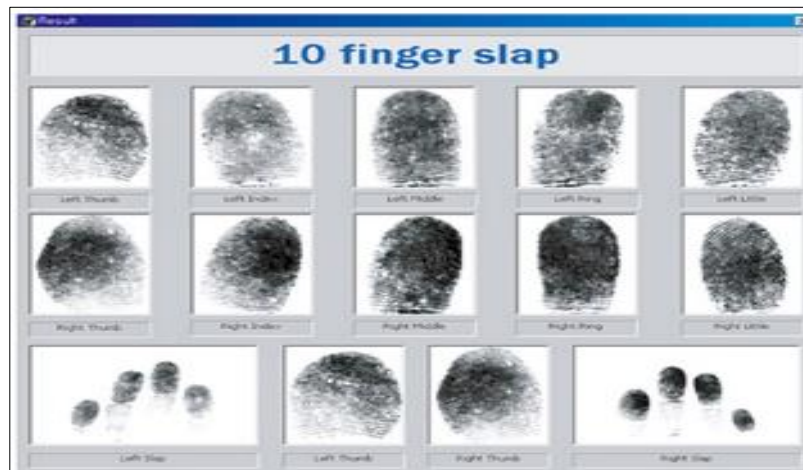 Result
10 finger slap
Left Thumb
Left Index
Left Middle
Left Ring
Left Little
Right Thumb
Right Index
Right Middle
Right Ring
Right Little
Left Slap
Left Thumb
Right Thumb
Right Slap